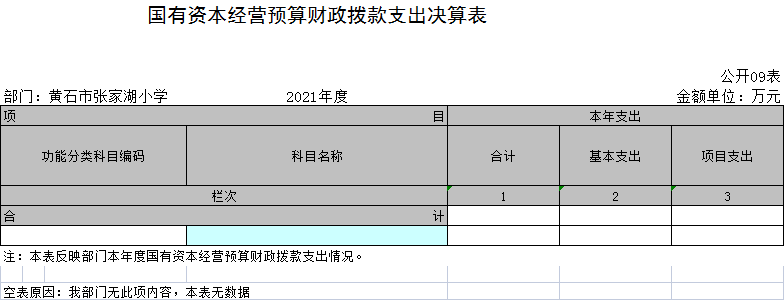 国有资本经营预算财政拨款支出决算表
公开09表
部门：黄石市张家湖小学 2021年度 金额单位：万元
项 目 本年支出
功能分类科目编码 科目名称 合计 基本支出 项目支出
栏次 1 2 3
合 计
注：本表反映部门本年度国有资本经营预算财政拨款支出情况。
空表原因：我部门无此项内容，本表无数据